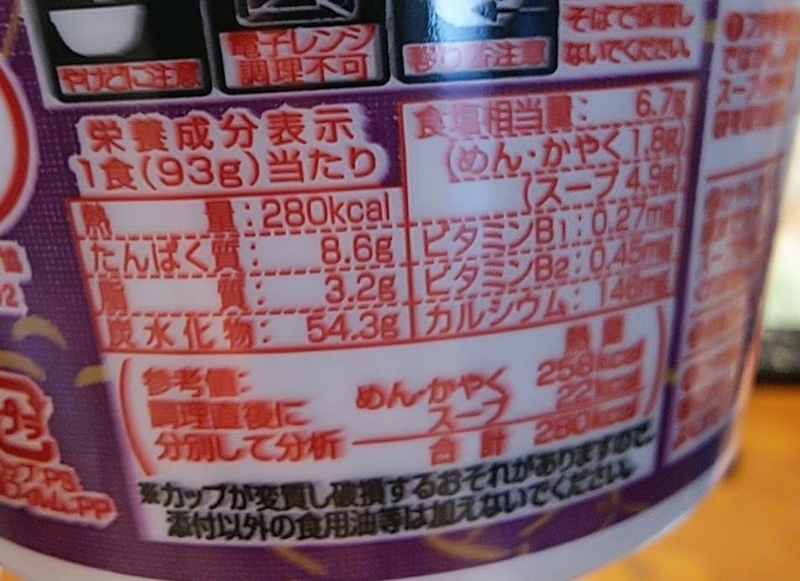 やけどに注意
電子レンジ
調理不可
そばで保管し
ないでください。
栄養成分表示
1食(93g)当たり
熱量:280kcal
たんぱく質:8.6g
脂質:3.2g
炭水化物:54.3g
食塩相当量:6.7g
(めん・かやく1.8g)
(スープ4.9g)
ビタミンB1:0.27mg
ビタミンB2:0.45mg
カルシウム:146mg
熱量
参考値:
調理直後に
分別して分析
めん・かやく 258kcal
スープ 22kcal
合計 280kcal
※カップが変質し破損するおそれがありますので、
添付以外の食用油等は加えないでください。